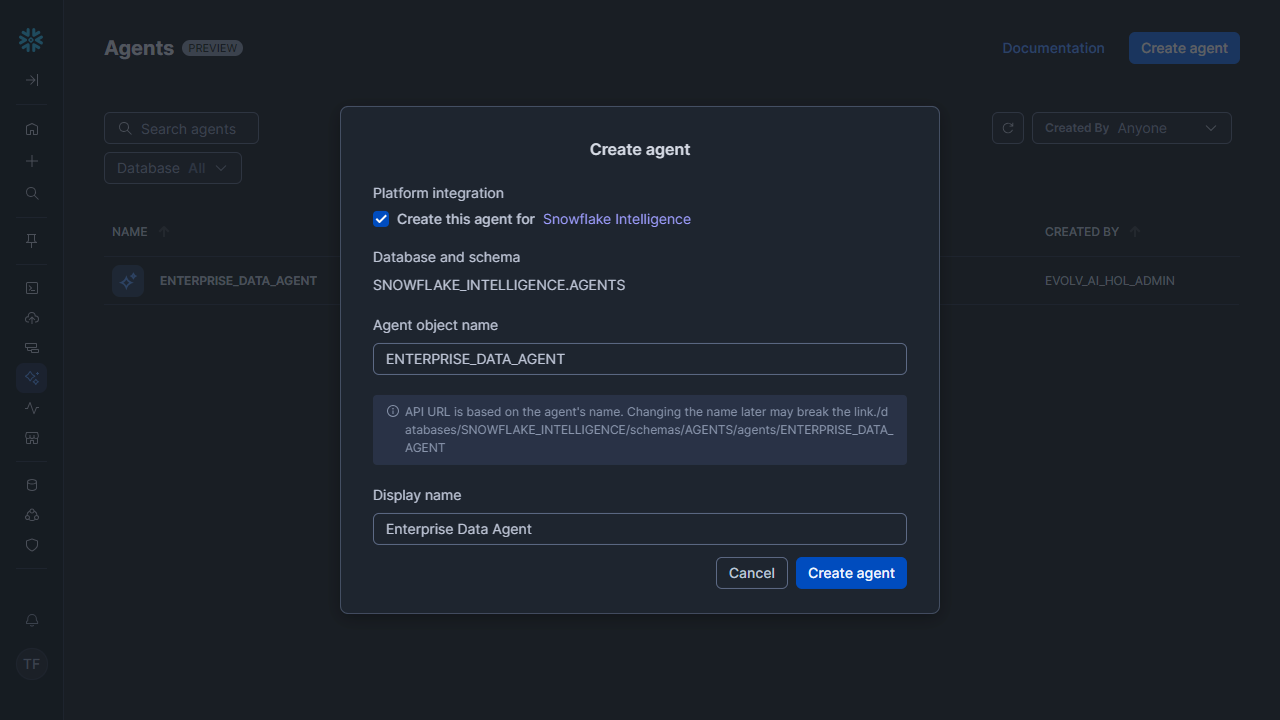 Agents PREVIEW
Documentation
Create agent
Search agents
Created By Anyone
Database All
NAME
CREATED BY
ENTERPRISE_DATA_AGENT
EVOLV_AI_HOL_ADMIN
Create agent
Platform integration
Create this agent for Snowflake Intelligence
Database and schema
SNOWFLAKE_INTELLIGENCE.AGENTS
Agent object name
ENTERPRISE_DATA_AGENT
API URL is based on the agent's name. Changing the name later may break the link./d
atabases/SNOWFLAKE_INTELLIGENCE/schemas/AGENTS/agents/ENTERPRISE_DATA_
AGENT
Display name
Enterprise Data Agent
Cancel
Create agent
TF